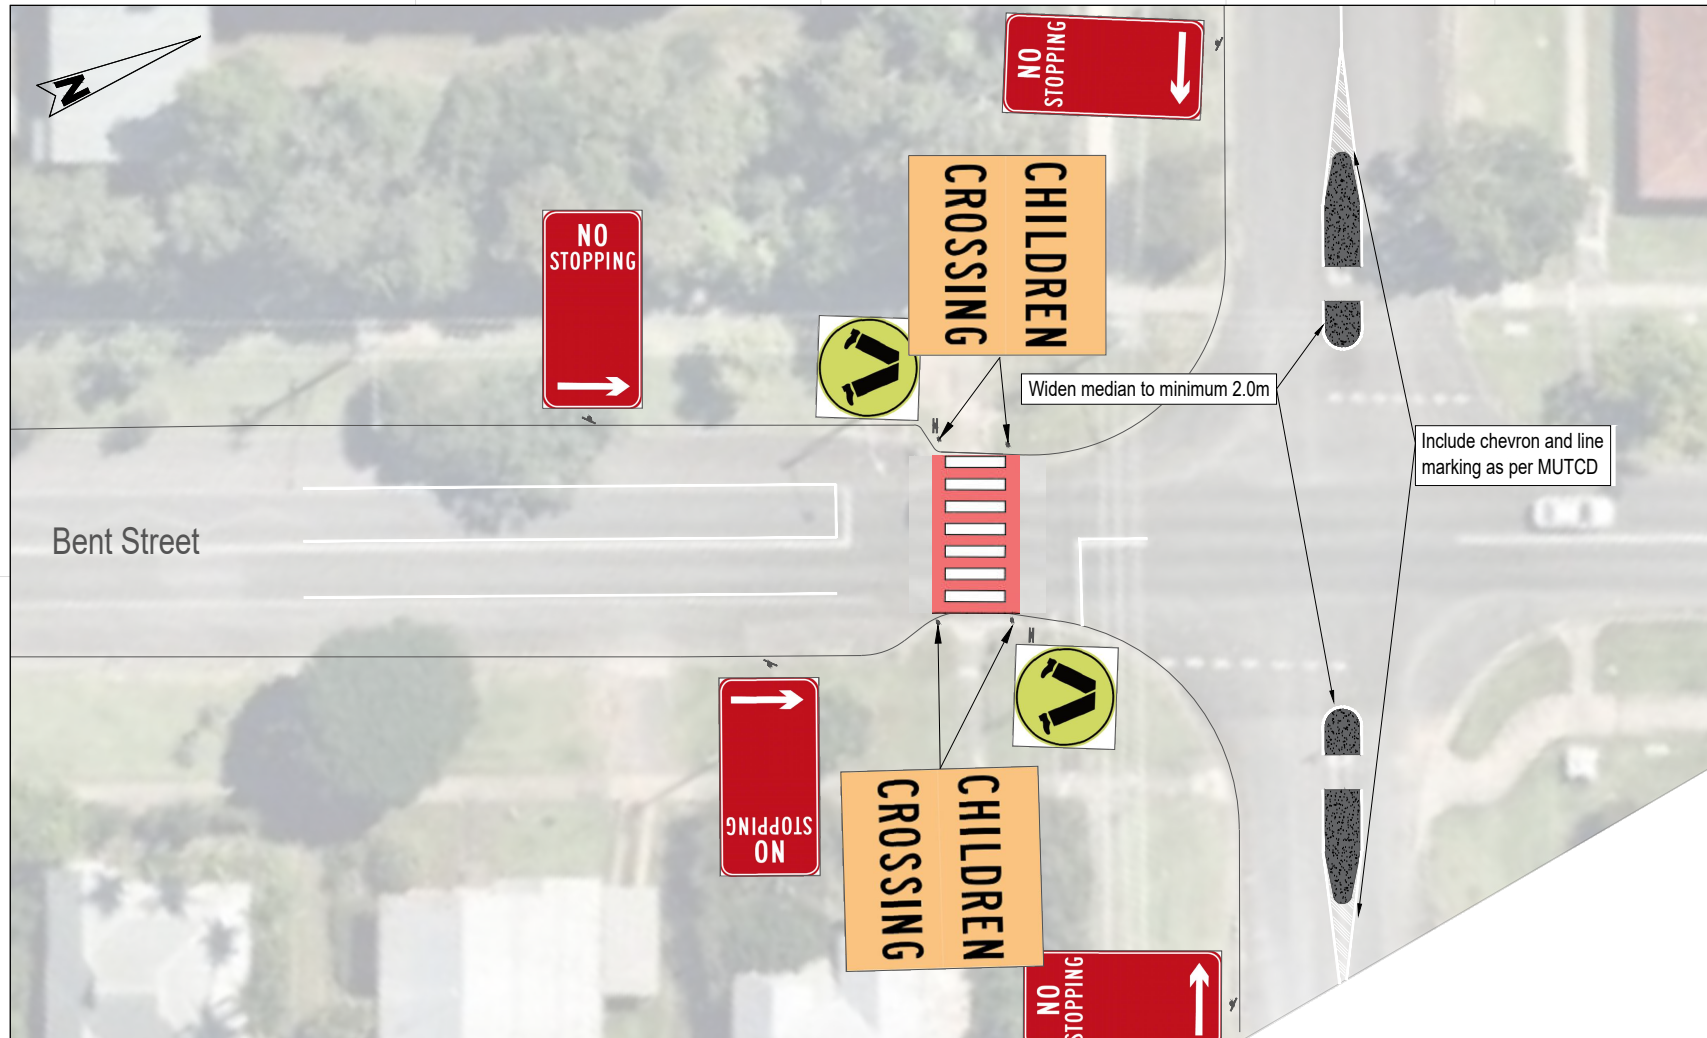 N
NO
STOPPING
CHILDREN
CROSSING
NO
STOPPING
Widen median to minimum 2.0m
Include chevron and line
marking as per MUTCD
Bent Street
NO
STOPPING
CHILDREN
CROSSING
NO
STOPPING